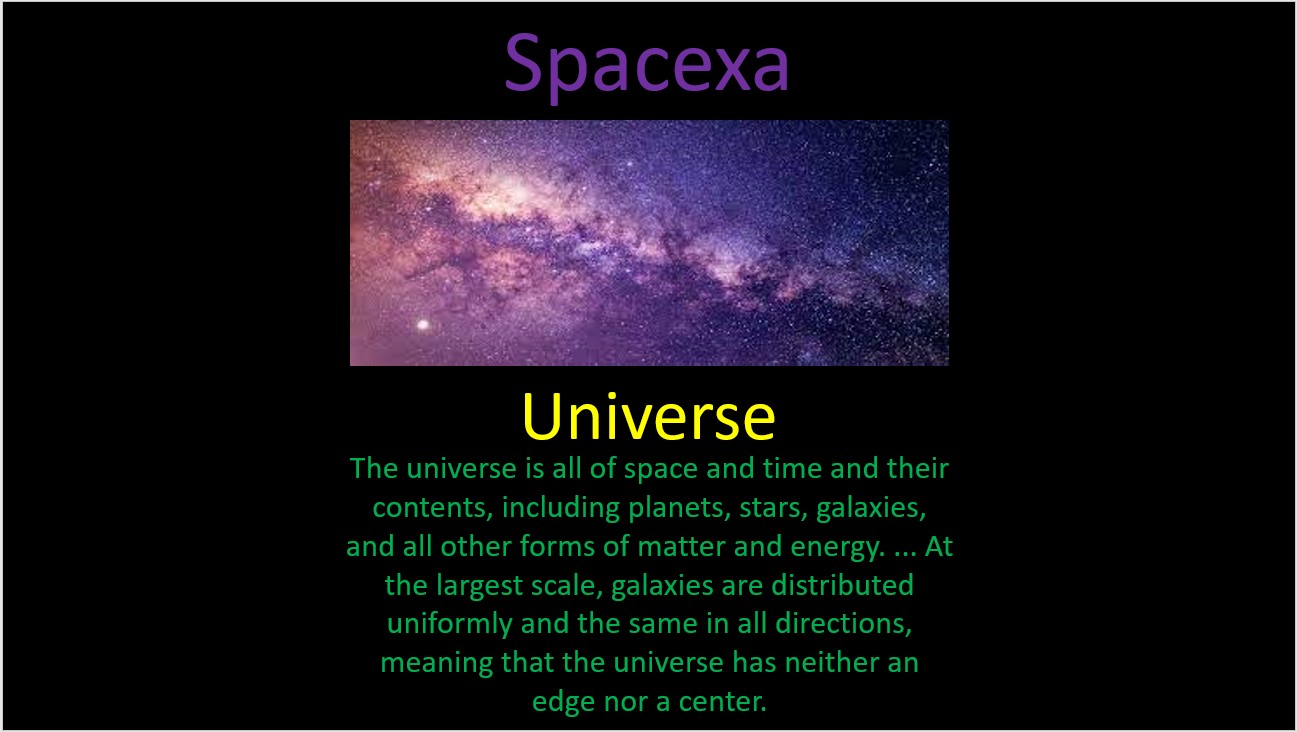 Spacexa
Universe
The universe is all of space and time and their
contents, including planets, stars, galaxies,
and all other forms of matter and energy. ... At
the largest scale, galaxies are distributed
uniformly and the same in all directions,
meaning that the universe has neither an
edge nor a center.